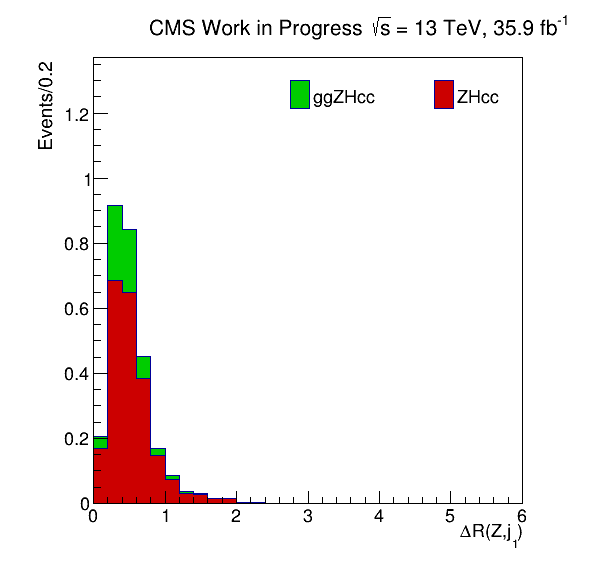 CMS Work in Progress √s = 13 TeV, 35.9 fb⁻¹
Events/0.2
ggZHcc ZHcc
1.2
1
0.8
0.6
0.4
0.2
0
0 1 2 3 4 5 6
ΔR(Z,j₁)